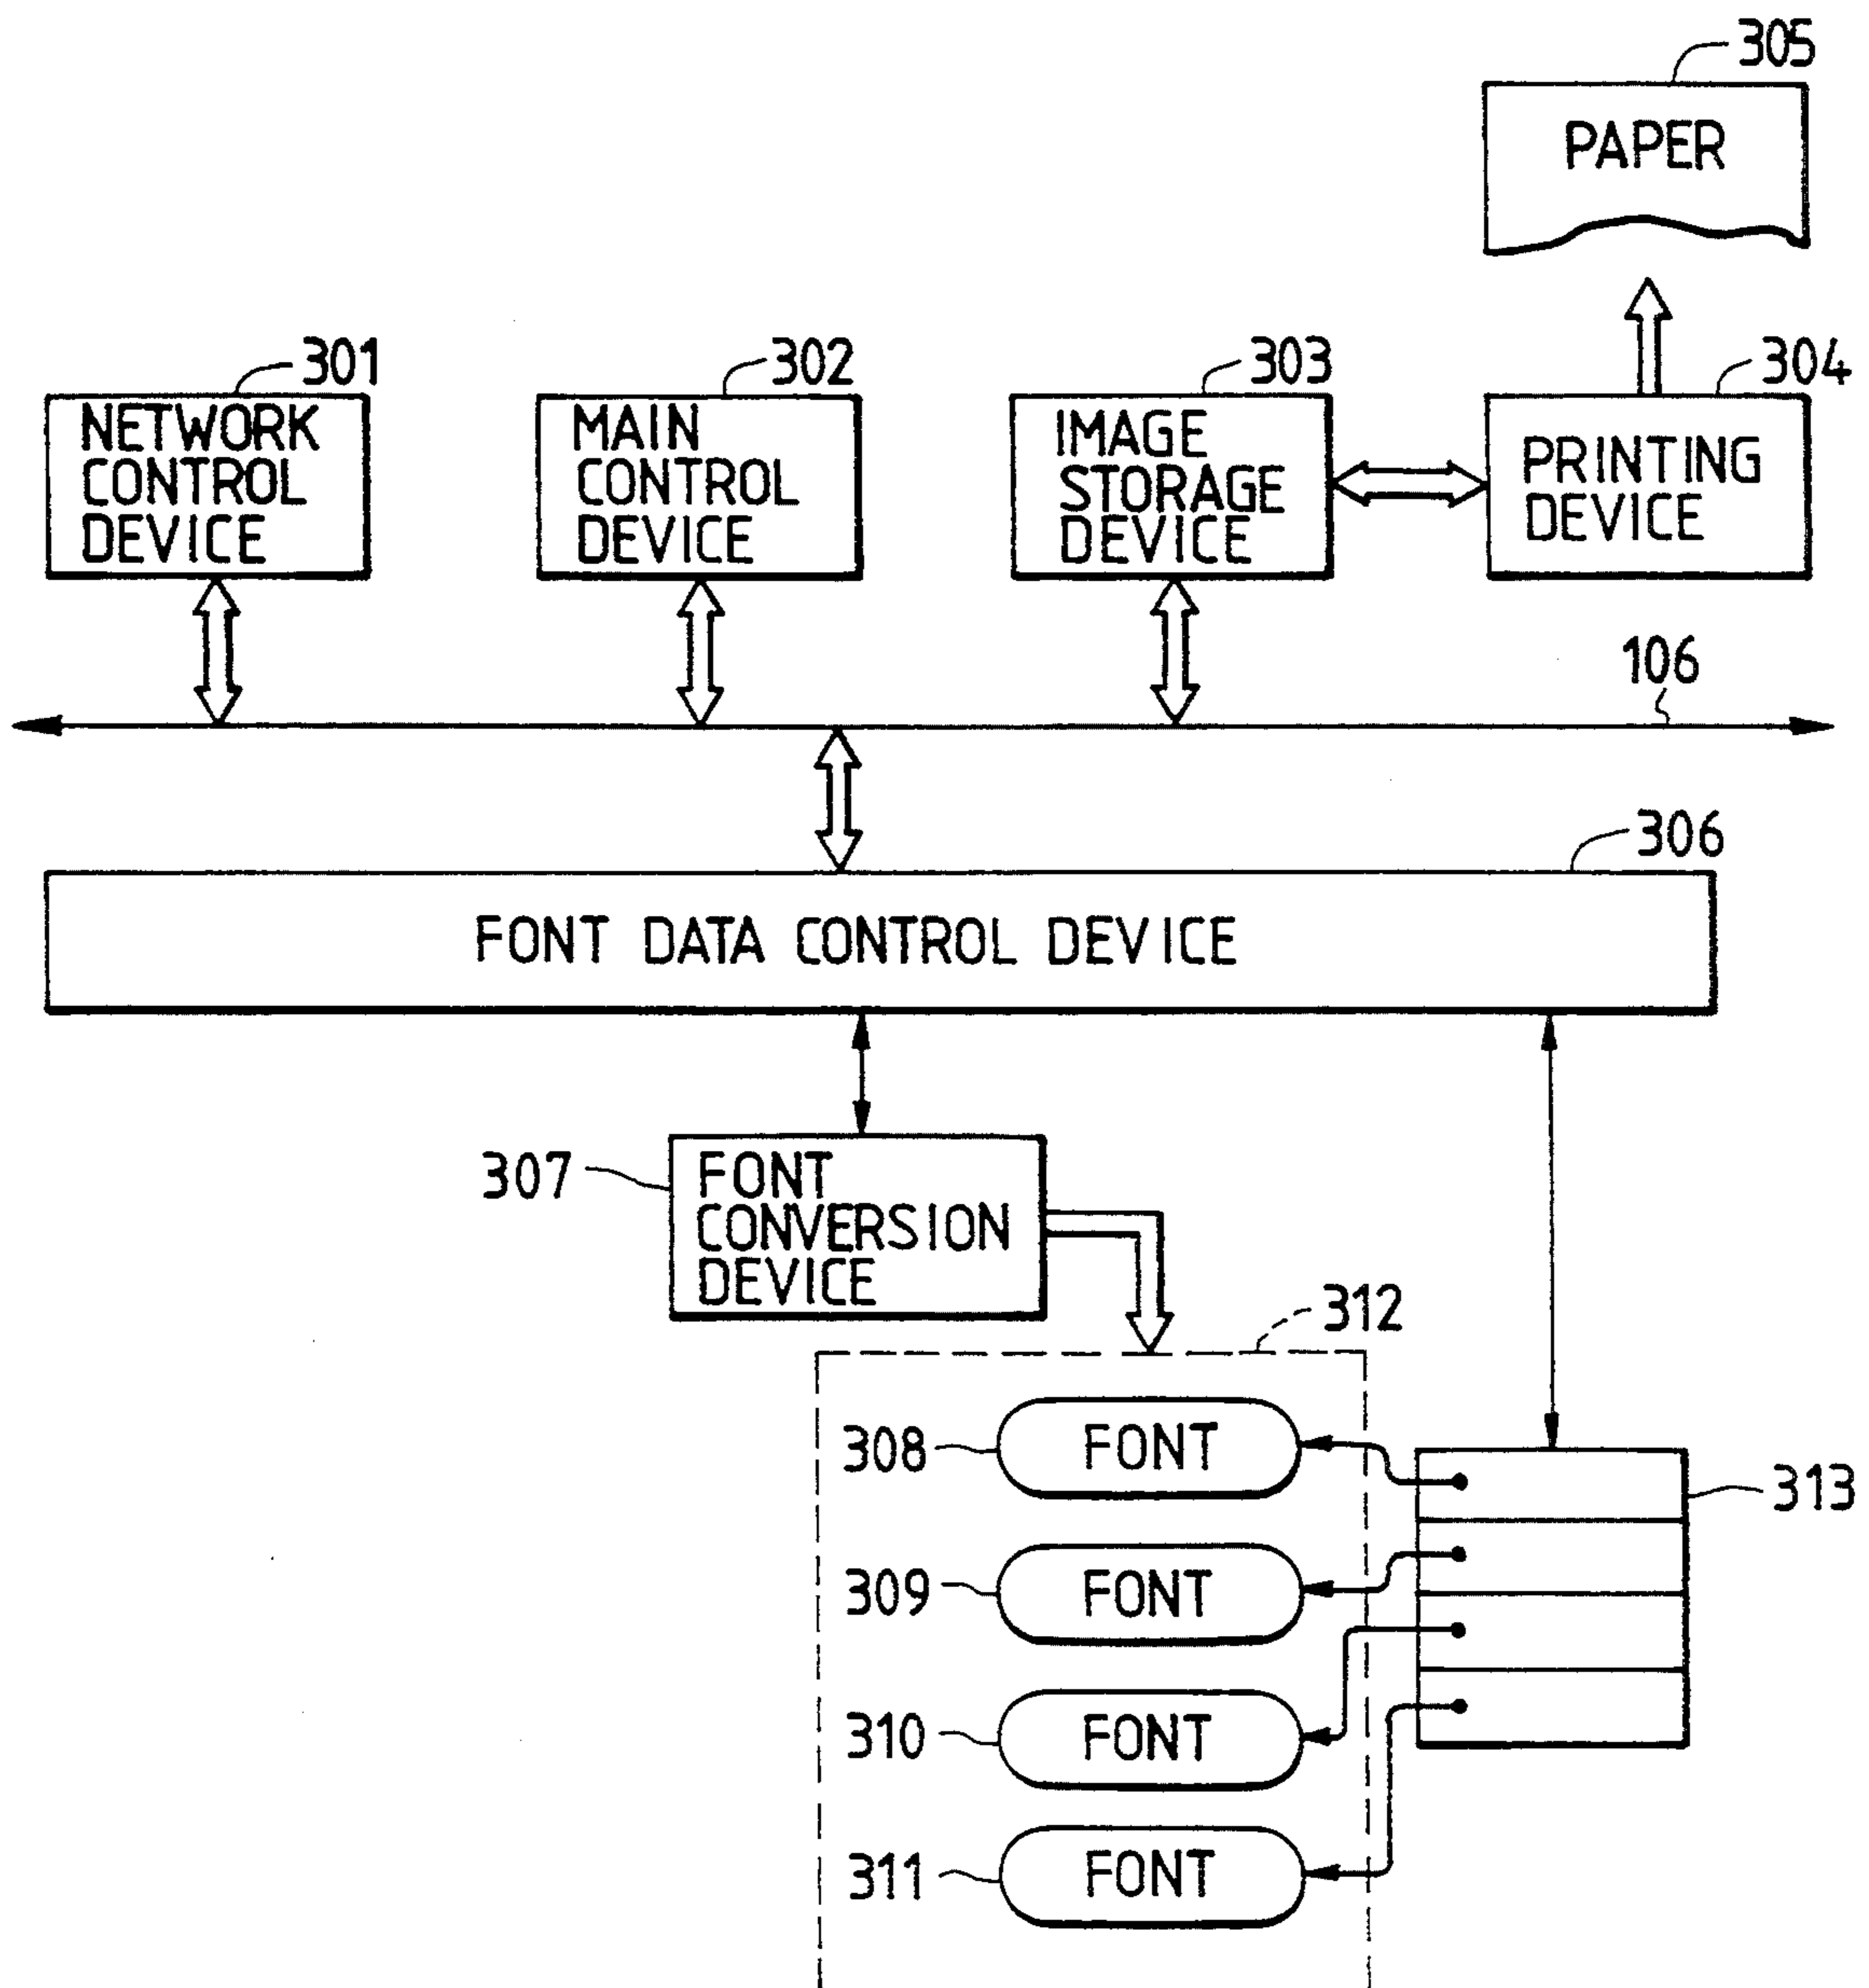 305
PAPER
301
302
303
304
NETWORK
CONTROL
DEVICE
MAIN
CONTROL
DEVICE
IMAGE
STORAGE
DEVICE
PRINTING
DEVICE
106
306
FONT DATA CONTROL DEVICE
307
FONT
CONVERSION
DEVICE
312
308
FONT
313
309
FONT
310
FONT
311
FONT